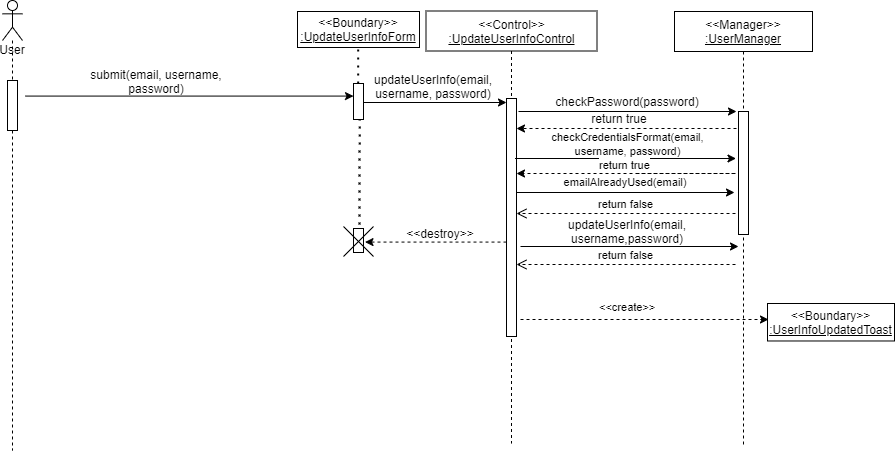 <<Boundary>>
:UpdateUserInfoForm
<<Control>>
:UpdateUserInfoControl
<<Manager>>
:UserManager
User
submit(email, username,
password)
updateUserInfo(email,
username, password)
checkPassword(password)
return true
checkCredentialsFormat(email,
username, password)
return true
emailAlreadyUsed(email)
return false
updateUserInfo(email,
username,password)
<<destroy>>
return false
<<create>>
<<Boundary>>
:UserInfoUpdatedToast